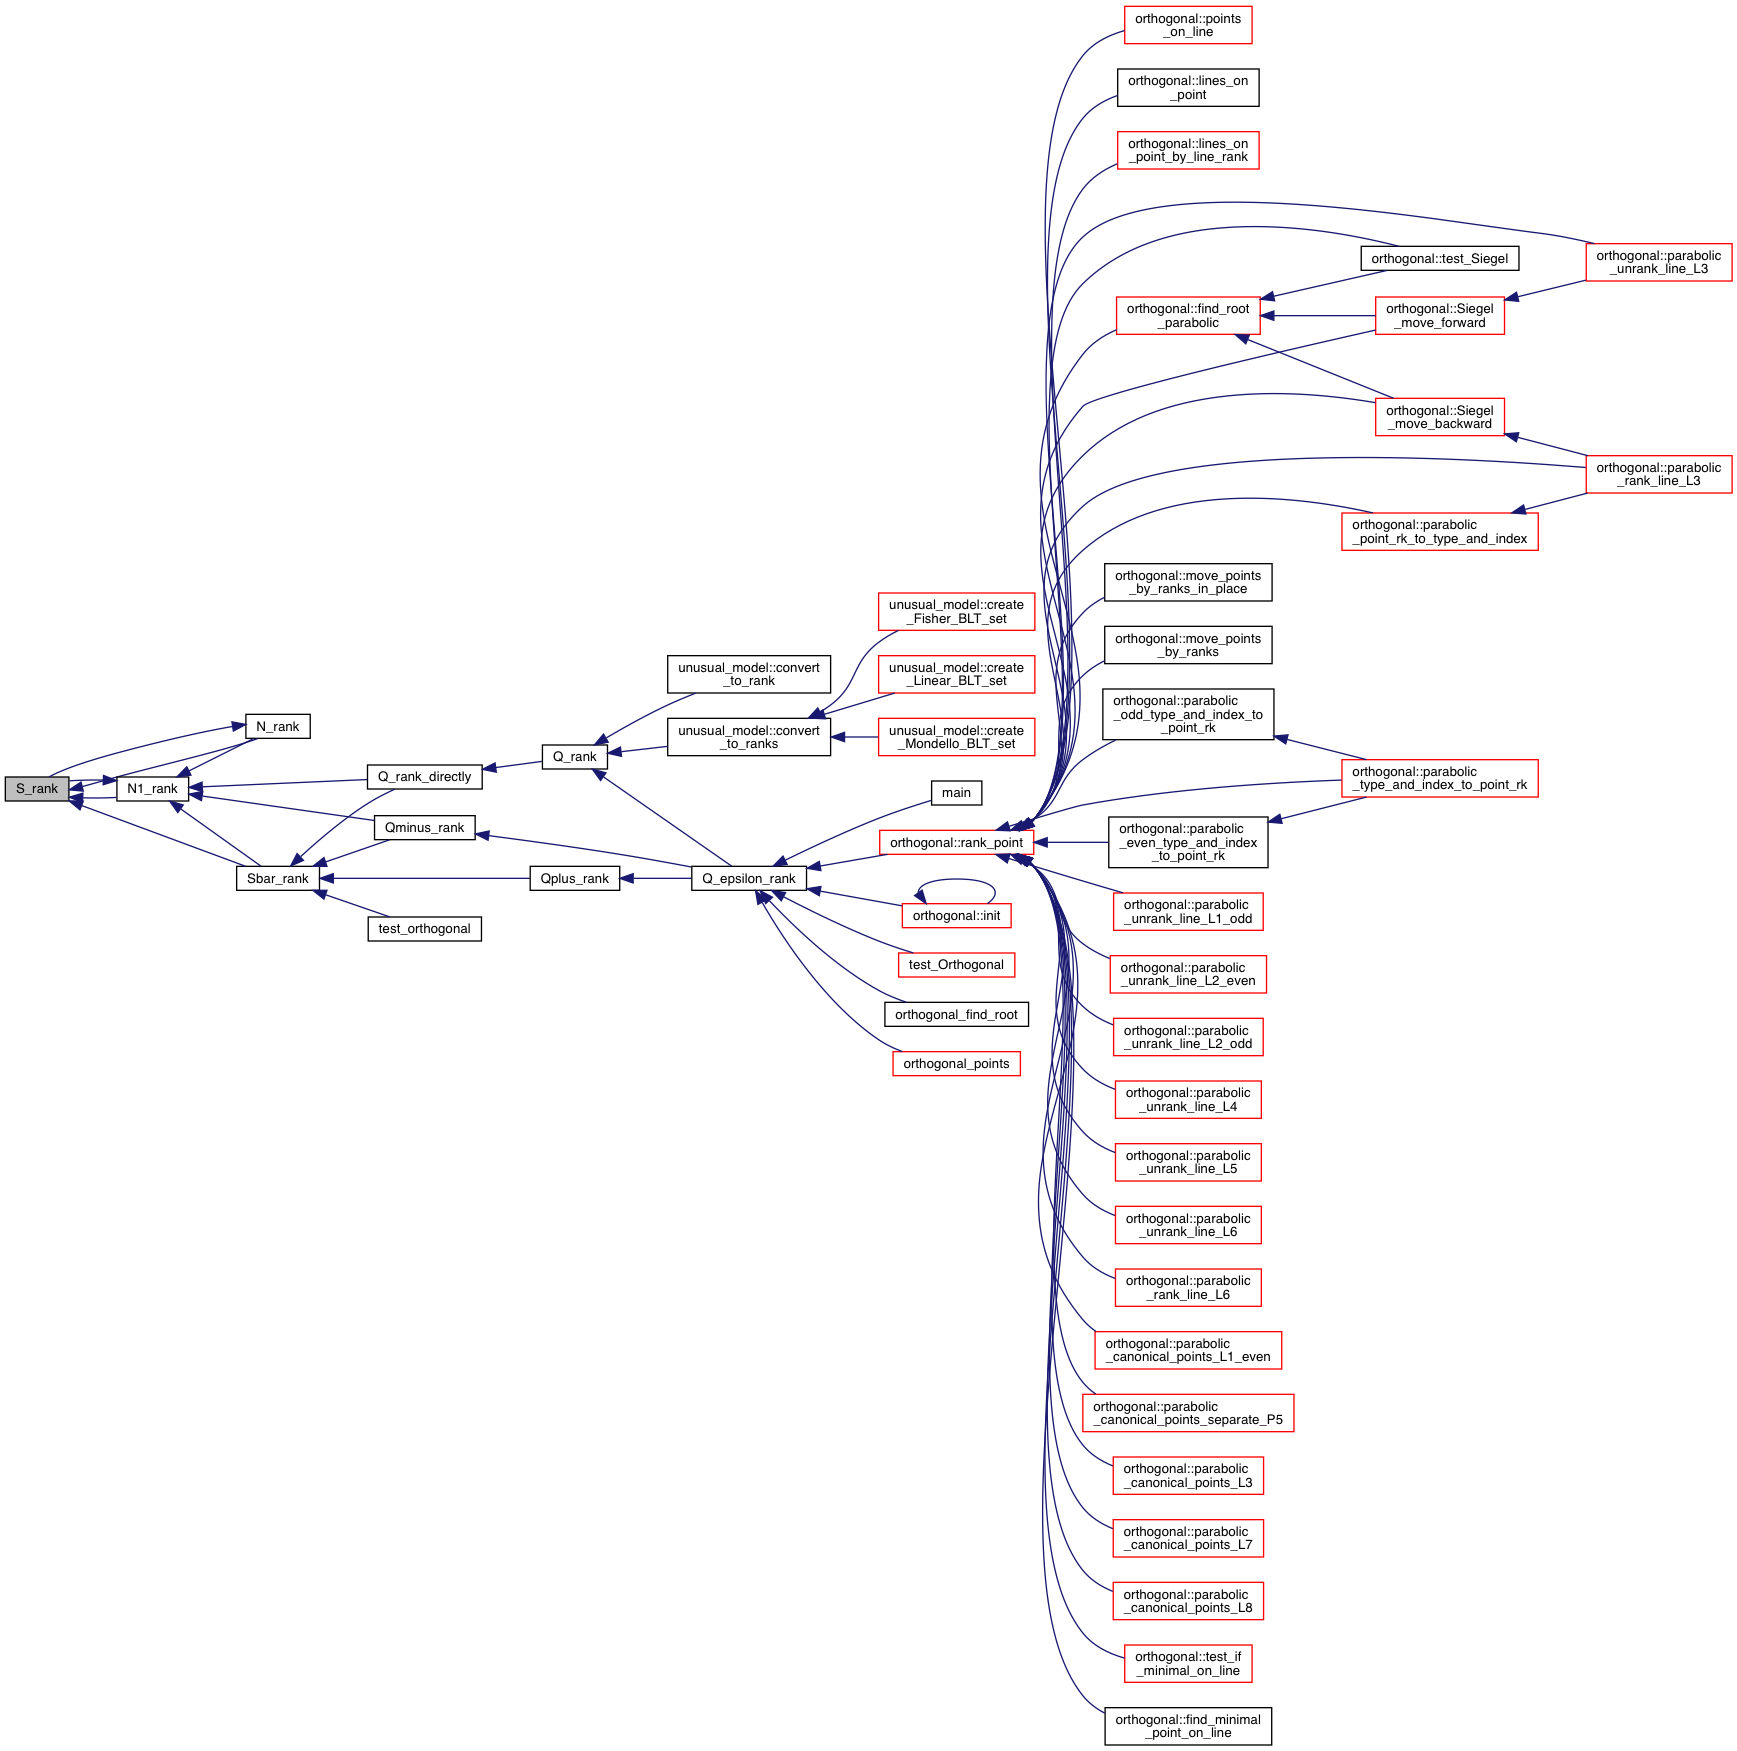 orthogonal::points
_on_line
orthogonal::lines_on
_point
orthogonal::lines_on
_point_by_line_rank
orthogonal::test_Siegel
orthogonal::parabolic
_unrank_line_L3
orthogonal::find_root
_parabolic
orthogonal::Siegel
_move_forward
orthogonal::Siegel
_move_backward
orthogonal::parabolic
_rank_line_L3
orthogonal::parabolic
_point_rk_to_type_and_index
orthogonal::move_points
_by_ranks_in_place
orthogonal::move_points
_by_ranks
unusual_model::create
_Fisher_BLT_set
unusual_model::convert
_to_rank
unusual_model::create
_Linear_BLT_set
unusual_model::convert
_to_ranks
unusual_model::create
_Mondello_BLT_set
orthogonal::parabolic
_odd_type_and_index_to
_point_rk
N_rank
Q_rank
S_rank
N1_rank
Q_rank_directly
main
orthogonal::parabolic
_type_and_index_to_point_rk
Qminus_rank
orthogonal::rank_point
orthogonal::parabolic
_even_type_and_index
_to_point_rk
Sbar_rank
Qplus_rank
Q_epsilon_rank
test_orthogonal
orthogonal::init
orthogonal::parabolic
_unrank_line_L1_odd
test_Orthogonal
orthogonal::parabolic
_unrank_line_L2_even
orthogonal_find_root
orthogonal::parabolic
_unrank_line_L2_odd
orthogonal_points
orthogonal::parabolic
_unrank_line_L4
orthogonal::parabolic
_unrank_line_L5
orthogonal::parabolic
_unrank_line_L6
orthogonal::parabolic
_rank_line_L6
orthogonal::parabolic
_canonical_points_L1_even
orthogonal::parabolic
_canonical_points_separate_P5
orthogonal::parabolic
_canonical_points_L3
orthogonal::parabolic
_canonical_points_L7
orthogonal::parabolic
_canonical_points_L8
orthogonal::test_if
_minimal_on_line
orthogonal::find_minimal
_point_on_line